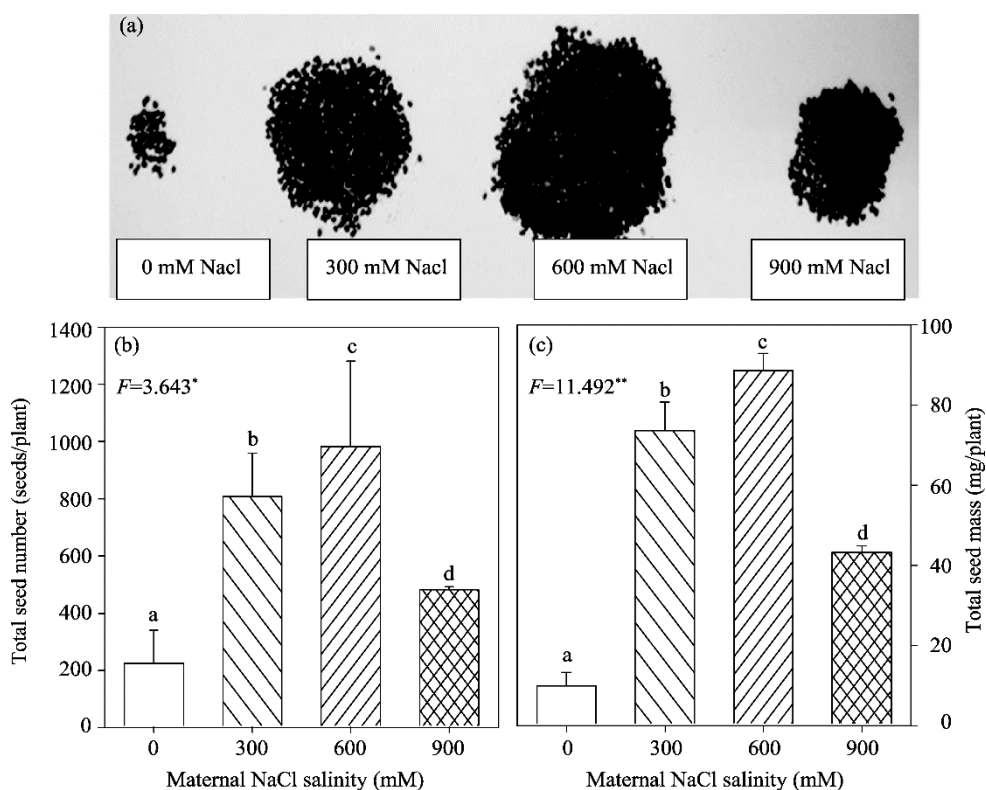 (a)
0 mM Nacl
300 mM Nacl
600 mM Nacl
900 mM Nacl
(b)
F=3.643*
Total seed number (seeds/plant)
1400
1200
1000
800
600
400
200
0
a
b
c
d
0
300
600
900
Maternal NaCl salinity (mM)
(c)
F=11.492**
a
b
c
d
100
80
60
40
20
0
Total seed mass (mg/plant)
0
300
600
900
Maternal NaCl salinity (mM)